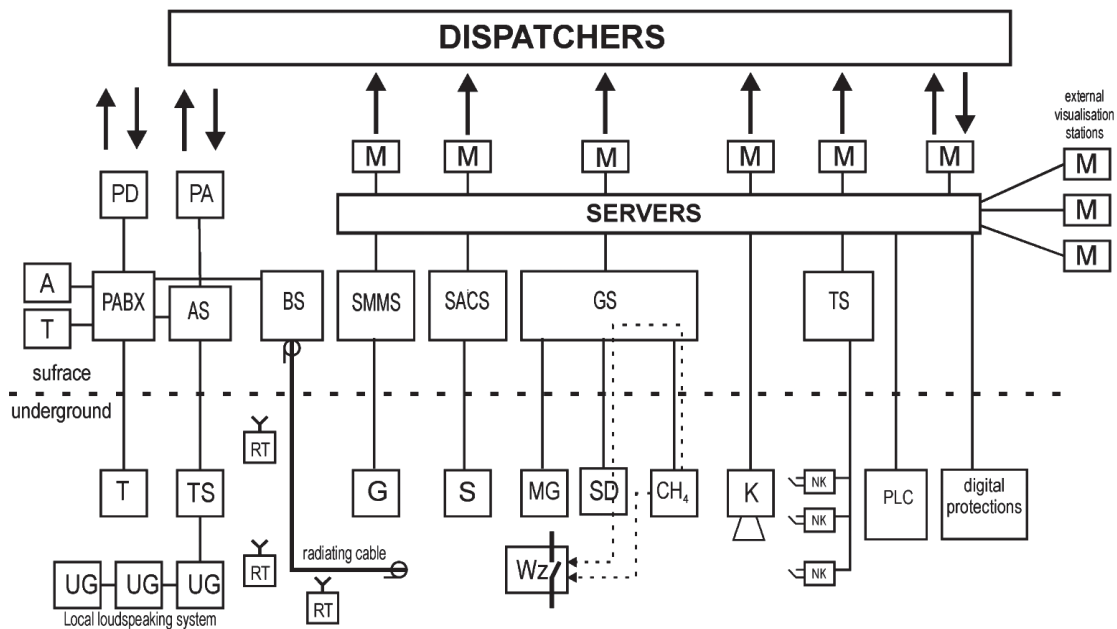 DISPATCHERS
external
visualisation
stations
M M M M M M
M
PD PA
SERVERS
M
M
A
PABX
AS
BS
SMMS
SACS
GS
TS
T
sufrace
underground
RT
T
TS
G
S
MG
SD
CH₄
K
NK
PLC
digital
protections
NK
RT
radiating cable
Wz
NK
UG UG UG
RT
Local loudspeaking system